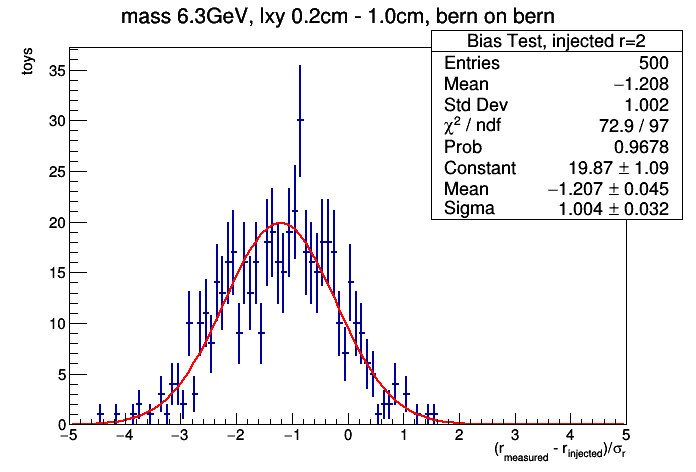 mass 6.3GeV, lxy 0.2cm - 1.0cm, bern on bern
Bias Test, injected r=2
Entries 500
Mean −1.208
Std Dev 1.002
χ² / ndf 72.9 / 97
Prob 0.9678
Constant 19.87 ± 1.09
Mean −1.207 ± 0.045
Sigma 1.004 ± 0.032
toys
35
30
25
20
15
10
5
0
−5 −4 −3 −2 −1 0 1 2 3 4 5
(r_measured - r_injected)/σ_r